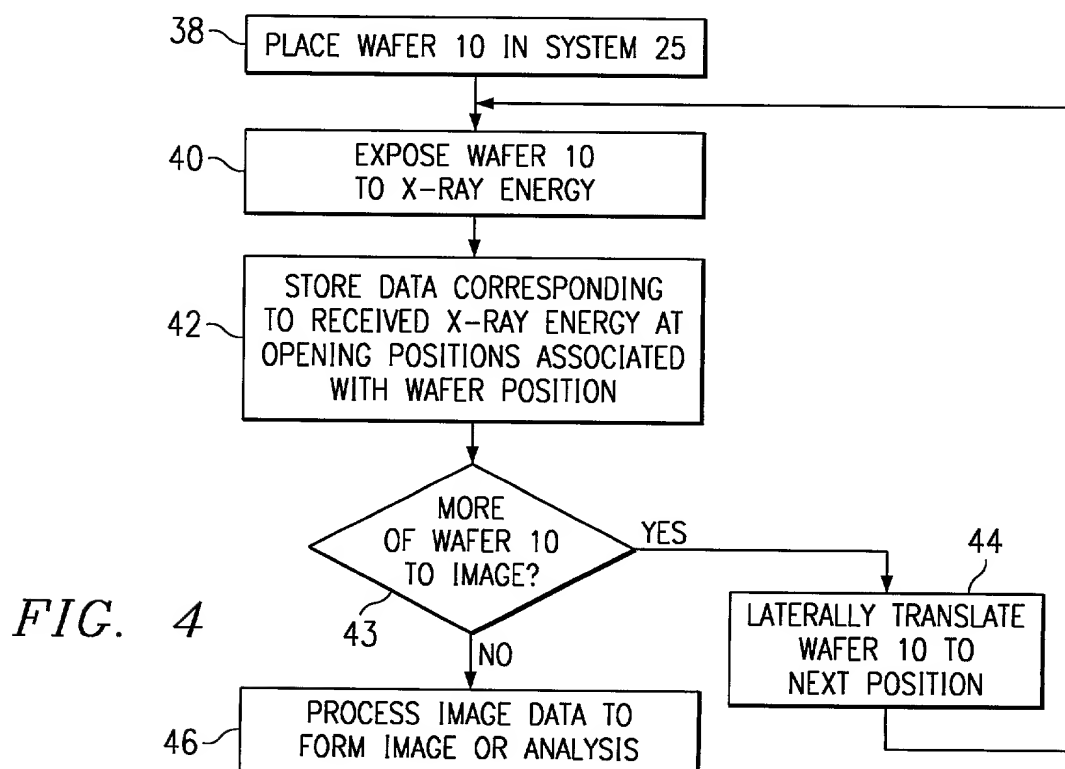 38
PLACE WAFER 10 IN SYSTEM 25
40
EXPOSE WAFER 10
TO X-RAY ENERGY
42
STORE DATA CORRESPONDING
TO RECEIVED X-RAY ENERGY AT
OPENING POSITIONS ASSOCIATED
WITH WAFER POSITION
MORE
OF WAFER 10
TO IMAGE?
43
YES
44
LATERALLY TRANSLATE
WAFER 10 TO
NEXT POSITION
NO
46
PROCESS IMAGE DATA TO
FORM IMAGE OR ANALYSIS
FIG. 4